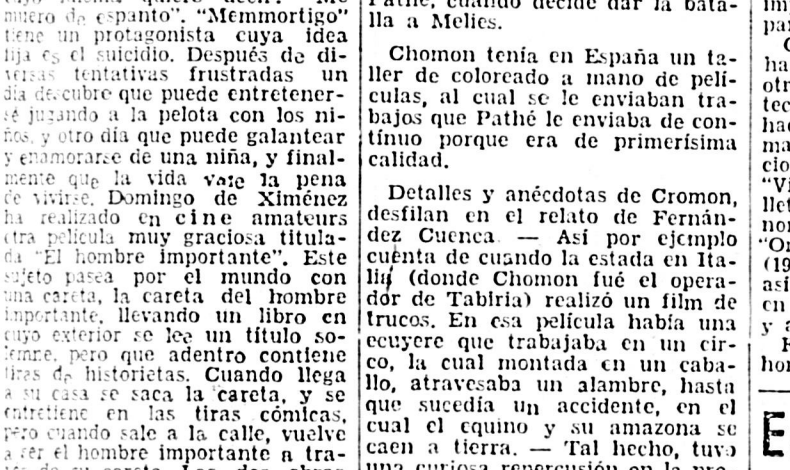 muero de espanto". "Memmortigo"
tiene un protagonista cuya idea
fija es el suicidio. Después de di-
versas tentativas frustradas un
día descubre que puede entretener-
sé jugando a la pelota con los ni-
ños, y otro día que puede galantear
y enamorarse de una niña, y final-
mente que la vida vale la pena
de vivirse. Domingo de Ximénez
ha realizado en cine amateurs
otra película muy graciosa titula-
da "El hombre importante". Este
sujeto pasea por el mundo con
una careta, la careta del hombre
importante, llevando un libro en
cuyo exterior se lee un título so-
lemne, pero que adentro contiene
tiras de historietas. Cuando llega
a su casa se saca la careta, y se
entretiene en las tiras cómicas,
pero cuando sale a la calle, vuelve
a ser el hombre importante a tra-
Pathé, cuando decide dar la bata-
lla a Melies.
Chomon tenía en España un ta-
ller de coloreado a mano de pelí-
culas, al cual se le enviaban tra-
bajos que Pathé le enviaba de con-
tínuo porque era de primerísima
calidad.
Detalles y anécdotas de Cromon,
desfilan en el relato de Fernán-
dez Cuenca. — Así por ejemplo
cuenta de cuando la estada en Ita-
lia (donde Chomon fué el opera-
dor de Tabiria) realizó un film de
trucos. En esa película había una
ecuyere que trabajaba en un cir-
co, la cual montada en un caba-
llo, atravesaba un alambre, hasta
que sucedía un accidente, en el
cual el equino y su amazona se
caen a tierra. — Tal hecho, tuvo
una curiosa repercusión en la pre-